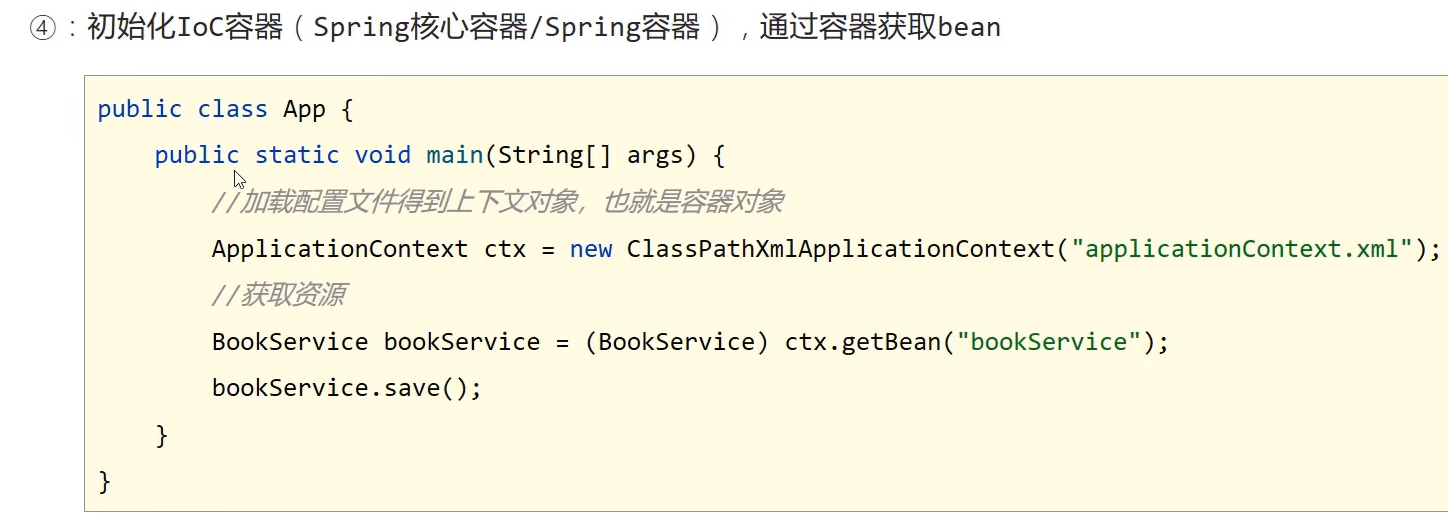 ④：初始化IoC容器（Spring核心容器/Spring容器），通过容器获取bean
public class App {
    public static void main(String[] args) {
        //加载配置文件得到上下文对象，也就是容器对象
        ApplicationContext ctx = new ClassPathXmlApplicationContext("applicationContext.xml");
        //获取资源
        BookService bookService = (BookService) ctx.getBean("bookService");
        bookService.save();
    }
}